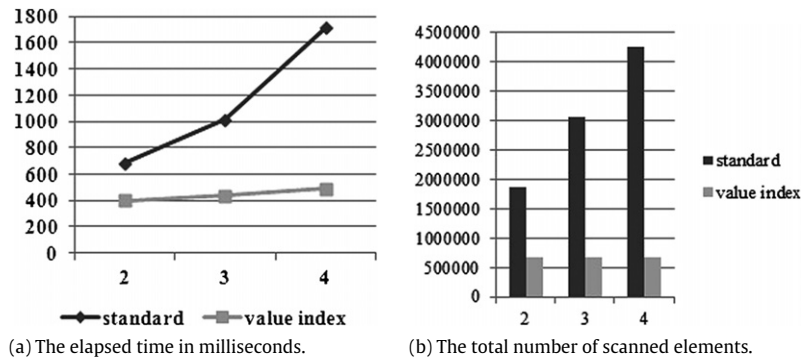 1800
1600
1400
1200
1000
800
600
400
200
0
2 3 4
standard value index
(a) The elapsed time in milliseconds.
4500000
4000000
3500000
3000000
2500000
2000000
1500000
1000000
500000
0
2 3 4
standard
value index
(b) The total number of scanned elements.